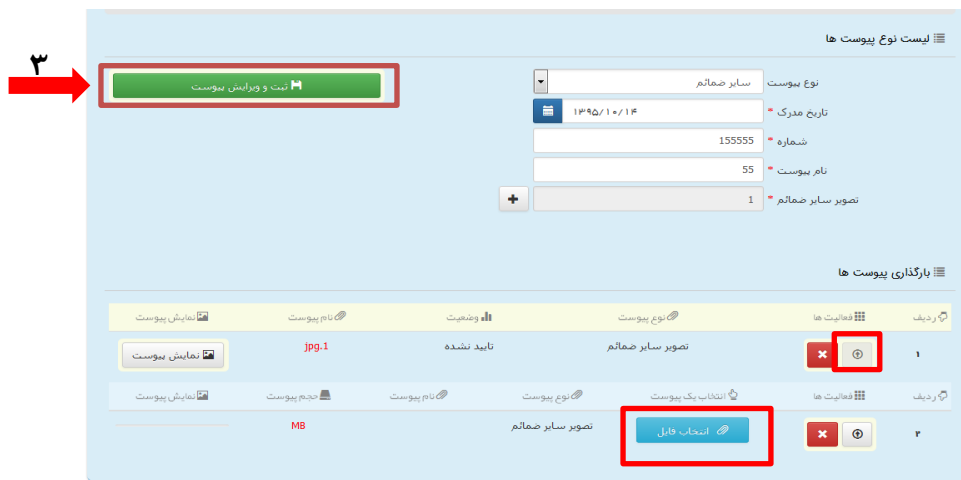 لیست نوع پیوست ها
۳
ثبت و ویرایش پیوست
نوع پیوست سایر ضمائم
تاریخ مدرک * ۱۳۹۵/۱۰/۱۴
شماره * 155555
نام پیوست * 55
تصویر سایر ضمائم * 1
بارگذاری پیوست ها
ردیف فعالیت ها نوع پیوست وضعیت نام پیوست نمایش پیوست
۱ تصویر سایر ضمائم تایید نشده jpg.1 نمایش پیوست
ردیف فعالیت ها انتخاب یک پیوست نوع پیوست نام پیوست حجم پیوست نمایش پیوست
۲ انتخاب فایل تصویر سایر ضمائم MB